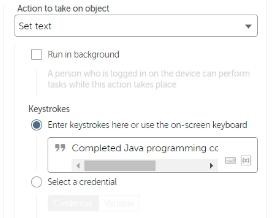 Action to take on object
Set text
Run in background
A person who is logged in on the device can perform
tasks while this action takes place
Keystrokes
Enter keystrokes here or use the on-screen keyboard
Completed Java programming cc
Select a credential
Credential Variable